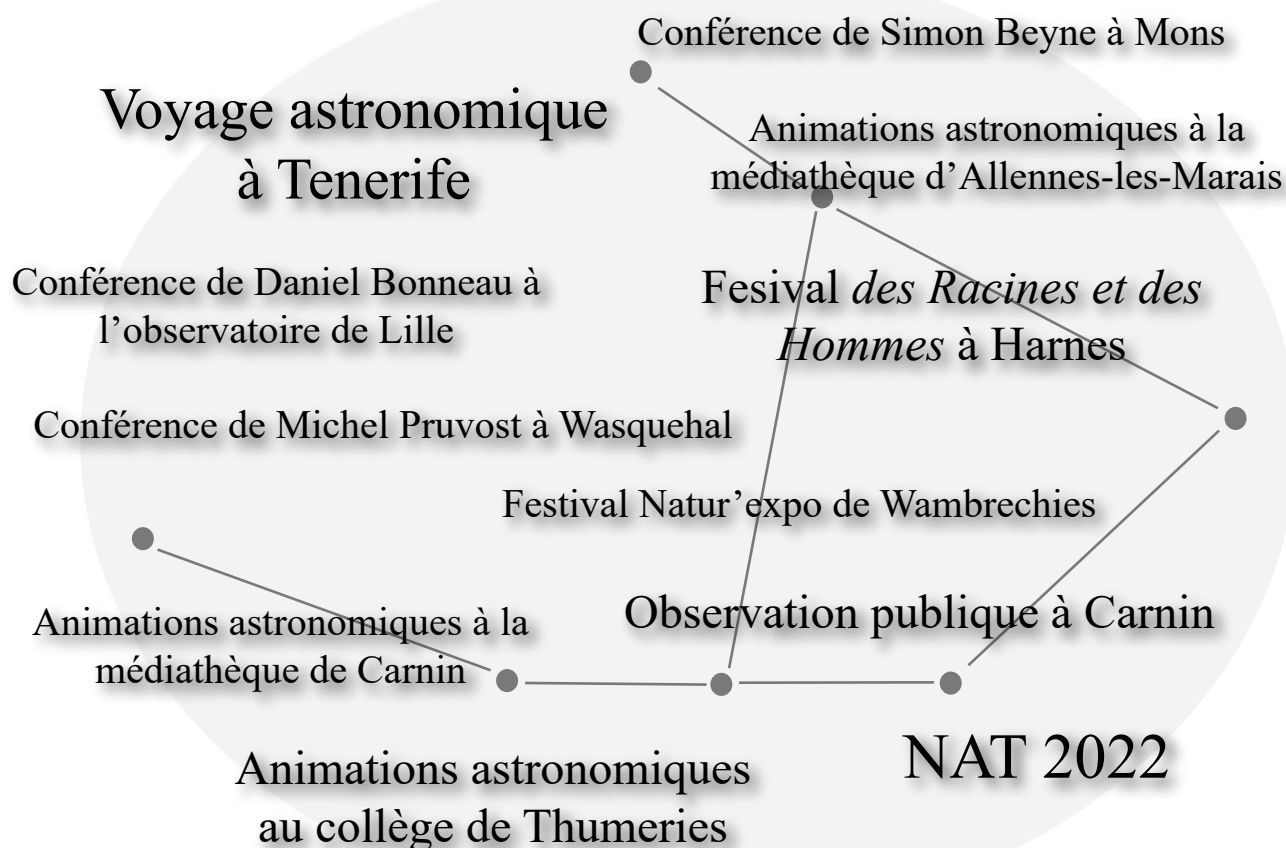 Conférence de Simon Beyne à Mons
Voyage astronomique
à Tenerife
Animations astronomiques à la
médiathèque d’Allennes-les-Marais
Conférence de Daniel Bonneau à
l’observatoire de Lille
Fesival des Racines et des
Hommes à Harnes
Conférence de Michel Pruvost à Wasquehal
Festival Natur’expo de Wambrechies
Animations astronomiques à la
médiathèque de Carnin
Observation publique à Carnin
Animations astronomiques
au collège de Thumeries
NAT 2022